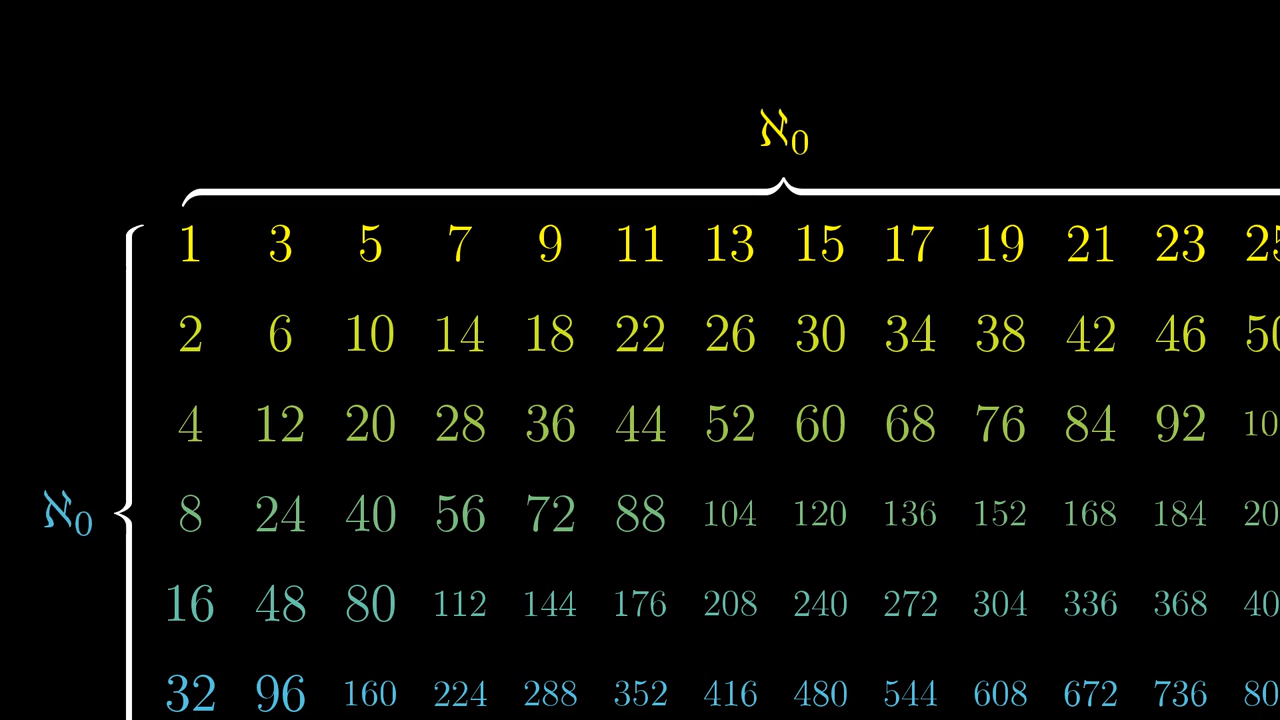 ℵ₀
1 3 5 7 9 11 13 15 17 19 21 23
2 6 10 14 18 22 26 30 34 38 42 46
4 12 20 28 36 44 52 60 68 76 84 92
ℵ₀ 8 24 40 56 72 88 104 120 136 152 168 184
16 48 80 112 144 176 208 240 272 304 336 368
32 96 160 224 288 352 416 480 544 608 672 736